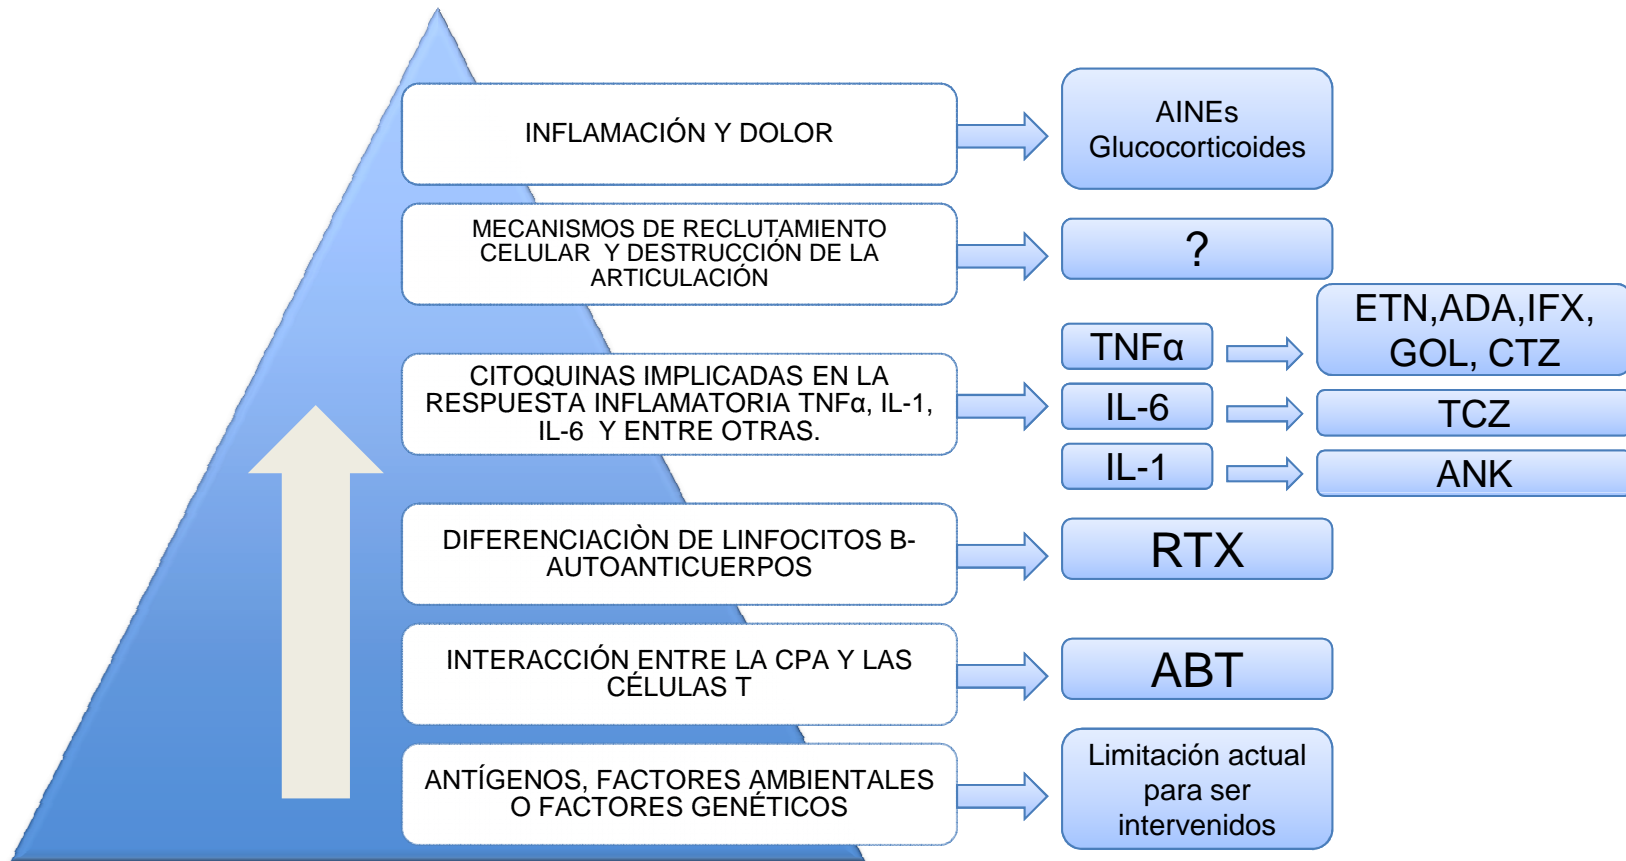 INFLAMACIÓN Y DOLOR
AINEs
Glucocorticoides
MECANISMOS DE RECLUTAMIENTO
CELULAR Y DESTRUCCIÓN DE LA
ARTICULACIÓN
?
CITOQUINAS IMPLICADAS EN LA
RESPUESTA INFLAMATORIA TNFα, IL-1,
IL-6 Y ENTRE OTRAS.
TNFα
ETN,ADA,IFX,
GOL, CTZ
IL-6
TCZ
IL-1
ANK
DIFERENCIACIÒN DE LINFOCITOS B-
AUTOANTICUERPOS
RTX
INTERACCIÓN ENTRE LA CPA Y LAS
CÉLULAS T
ABT
ANTÍGENOS, FACTORES AMBIENTALES
O FACTORES GENÉTICOS
Limitación actual
para ser
intervenidos